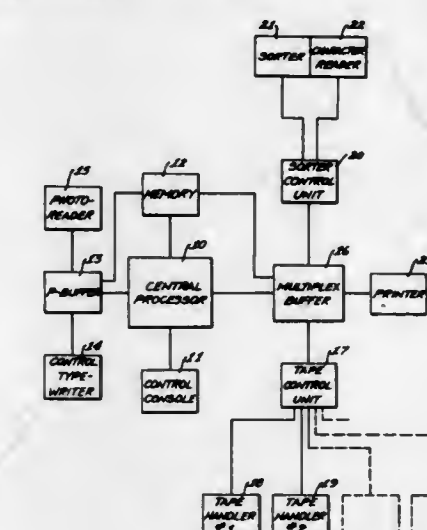 21
22
SORTER
CHARACTER
READER
20
SORTER
CONTROL
UNIT
15
PHOTO-
READER
12
MEMORY
10
CENTRAL
PROCESSOR
13
P-BUFFER
16
MULTIPLEX
BUFFER
PRINTER
14
CONTROL
TYPE-
WRITER
11
CONTROL
CONSOLE
17
TAPE
CONTROL
UNIT
18
TAPE
HANDLER
#1
19
TAPE
HANDLER
#2